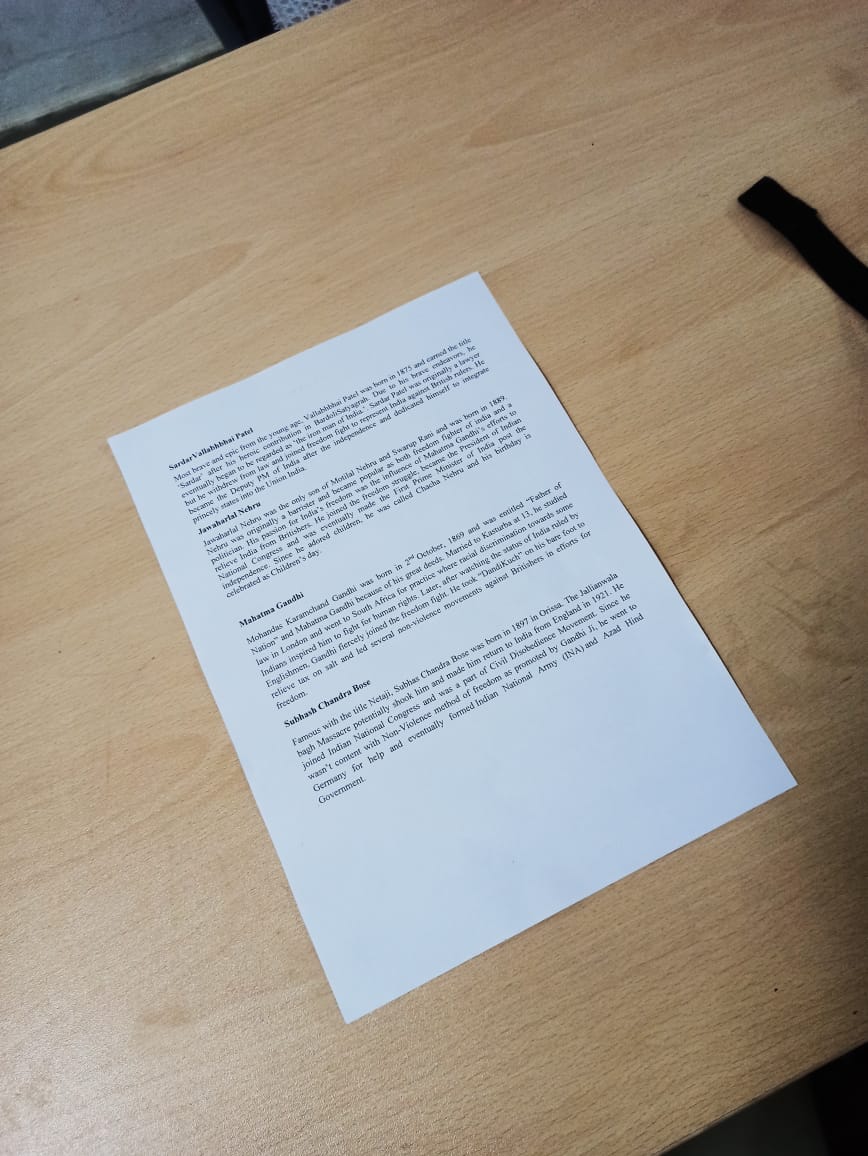 SardarVallabhbhai Patel
Most brave and epic from the young age, Vallabhbhai Patel was born in 1875 and earned the title
'Sardar' after his heroic contribution in BardoliSatyagrah. Due to his brave endeavors, he
eventually began to be regarded as 'the iron man of India.' Sardar Patel was originally a lawyer
but he withdrew from law and joined freedom fight to represent India against British rulers. He
became the Deputy PM of India after the independence and dedicated himself to integrate
princely states into the Union India.
Jawaharlal Nehru
Jawaharlal Nehru was the only son of Motilal Nehru and Swarup Rani and was born in 1889.
Nehru was originally a barrister and became popular as both freedom fighter of india and a
politician. His passion for India's freedom was the influence of Mahatma Gandhi's efforts to
relieve India from Britishers. He joined the freedom struggle, became the President of Indian
National Congress and was eventually made the First Prime Minister of India post the
independence. Since he adored children, he was called Chacha Nehru and his birthday is
celebrated as Children's day.
Mahatma Gandhi
Mohandas Karamchand Gandhi was born in 2nd October, 1869 and was entitled "Father of
Nation" and Mahatma Gandhi because of his great deeds. Married to Kasturba at 13, he studied
law in London and went to South Africa for practice where racial discrimination towards some
Indians inspired him to fight for human rights. Later, after watching the status of India ruled by
Englishmen, Gandhi fiercely joined the freedom fight. He took "DandiKuch" on his bare foot to
relieve tax on salt and led several non-violence movements against Britishers in efforts for
freedom.
Subhash Chandra Bose
Famous with the title Netaji, Subhas Chandra Bose was born in 1897 in Orissa. The Jallianwala
bagh Massacre potentially shook him and made him return to India from England in 1921. He
joined Indian National Congress and was a part of Civil Disobedience Movement. Since he
wasn't content with Non-Violence method of freedom as promoted by Gandhi Ji, he went to
Germany for help and eventually formed Indian National Army (INA) and Azad Hind
Government.